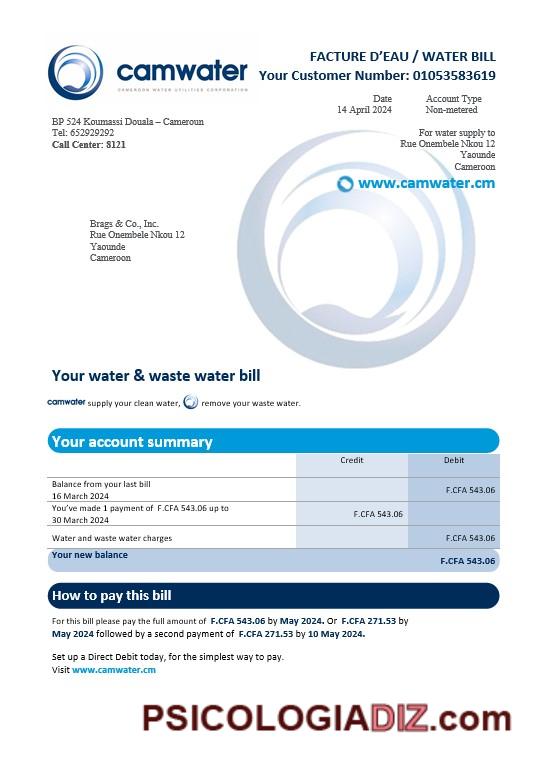 camwater
CAMEROON WATER UTILITIES CORPORATION
FACTURE D'EAU / WATER BILL
Your Customer Number: 01053583619
Date Account Type
14 April 2024 Non-metered
BP 524 Koumassi Douala – Cameroun
Tel: 652929292
Call Center: 8121
For water supply to
Rue Onembele Nkou 12
Yaounde
Cameroon
www.camwater.cm
Brags & Co., Inc.
Rue Onembele Nkou 12
Yaounde
Cameroon
Your water & waste water bill
camwater supply your clean water, remove your waste water.
Your account summary
Credit Debit
Balance from your last bill
16 March 2024 F.CFA 543.06
You've made 1 payment of F.CFA 543.06 up to
30 March 2024 F.CFA 543.06
Water and waste water charges F.CFA 543.06
Your new balance F.CFA 543.06
How to pay this bill
For this bill please pay the full amount of F.CFA 543.06 by May 2024. Or F.CFA 271.53 by
May 2024 followed by a second payment of F.CFA 271.53 by 10 May 2024.
Set up a Direct Debit today, for the simplest way to pay.
Visit www.camwater.cm
PSICOLOGIADIZ.com